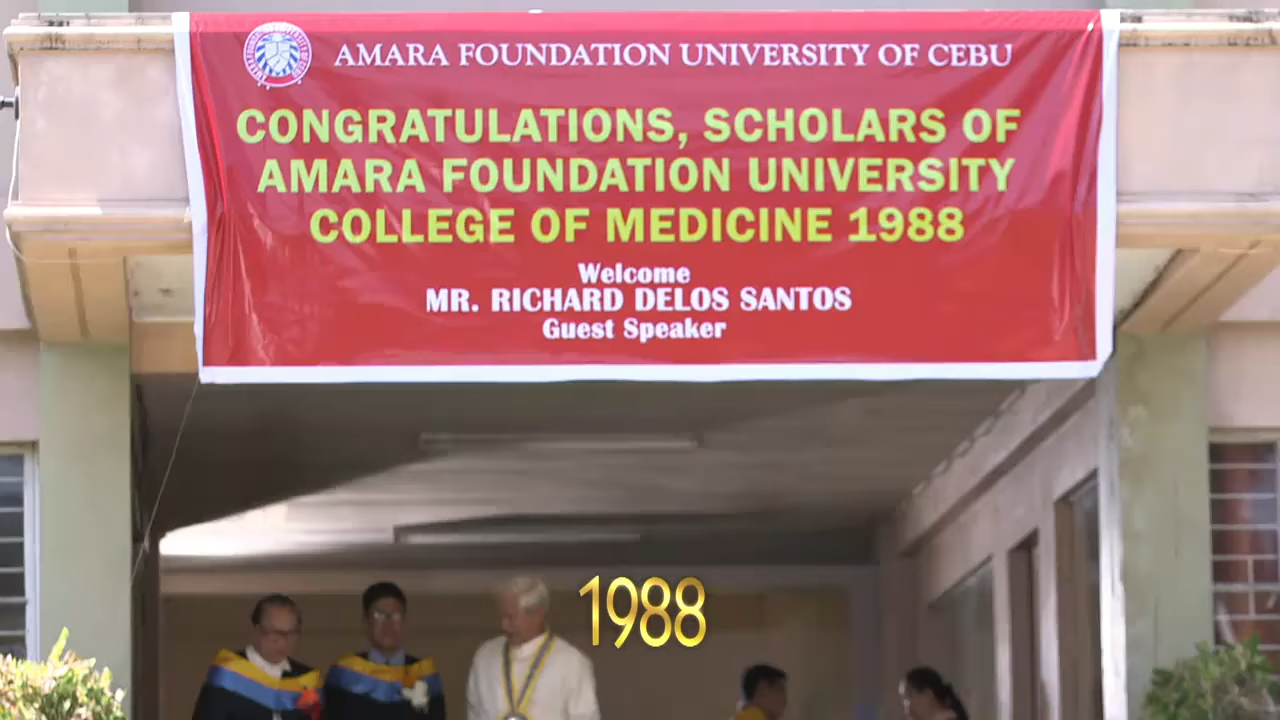 AMARA FOUNDATION UNIVERSITY OF CEBU
CONGRATULATIONS, SCHOLARS OF
AMARA FOUNDATION UNIVERSITY
COLLEGE OF MEDICINE 1988
Welcome
MR. RICHARD DELOS SANTOS
Guest Speaker
1988